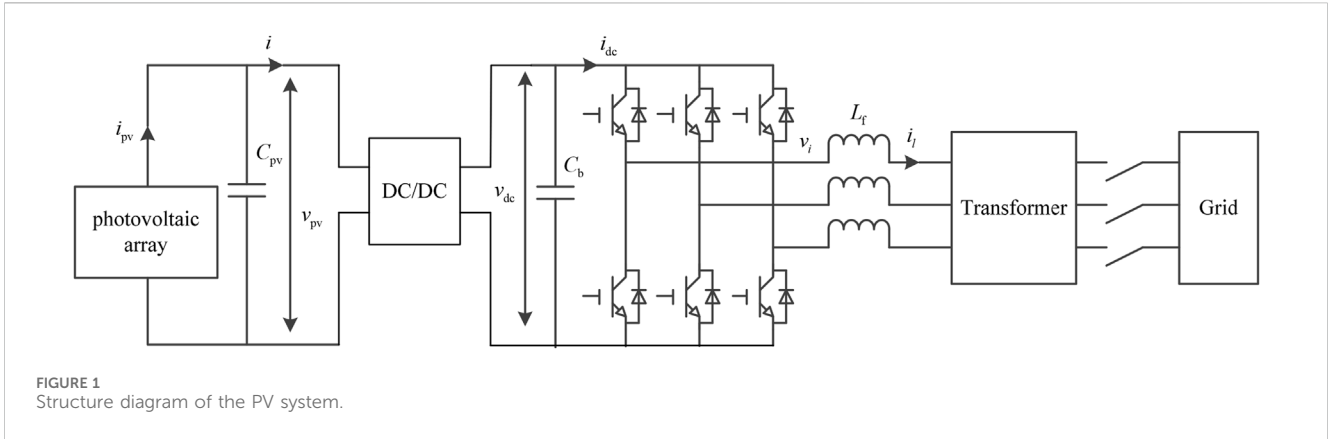 i
i_dc
i_pv
C_pv
v_pv
photovoltaic
array
DC/DC
v_dc
C_b
v_i
L_f
i_l
Transformer
Grid
FIGURE 1
Structure diagram of the PV system.